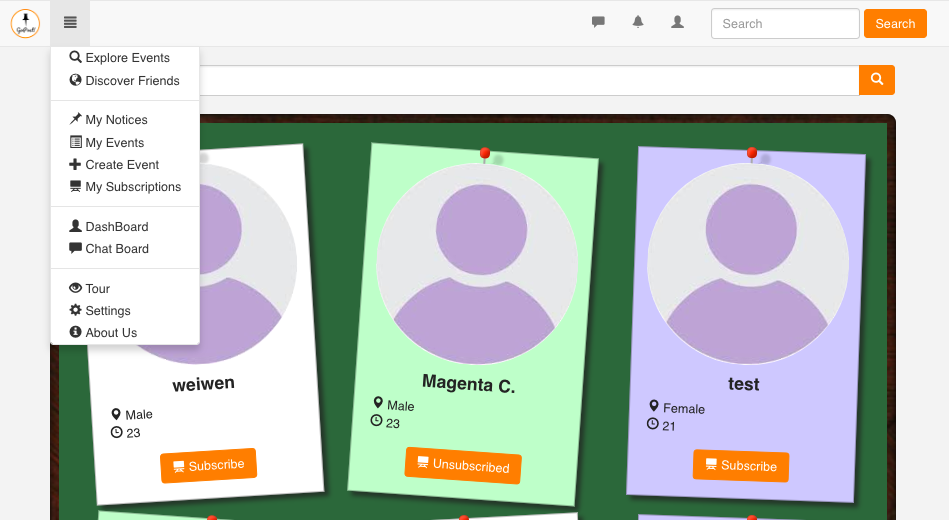 Search
Search
Explore Events
Discover Friends
My Notices
My Events
Create Event
My Subscriptions
DashBoard
Chat Board
Tour
Settings
About Us
weiwen
Male
23
Subscribe
Magenta C.
Male
23
Unsubscribed
test
Female
21
Subscribe